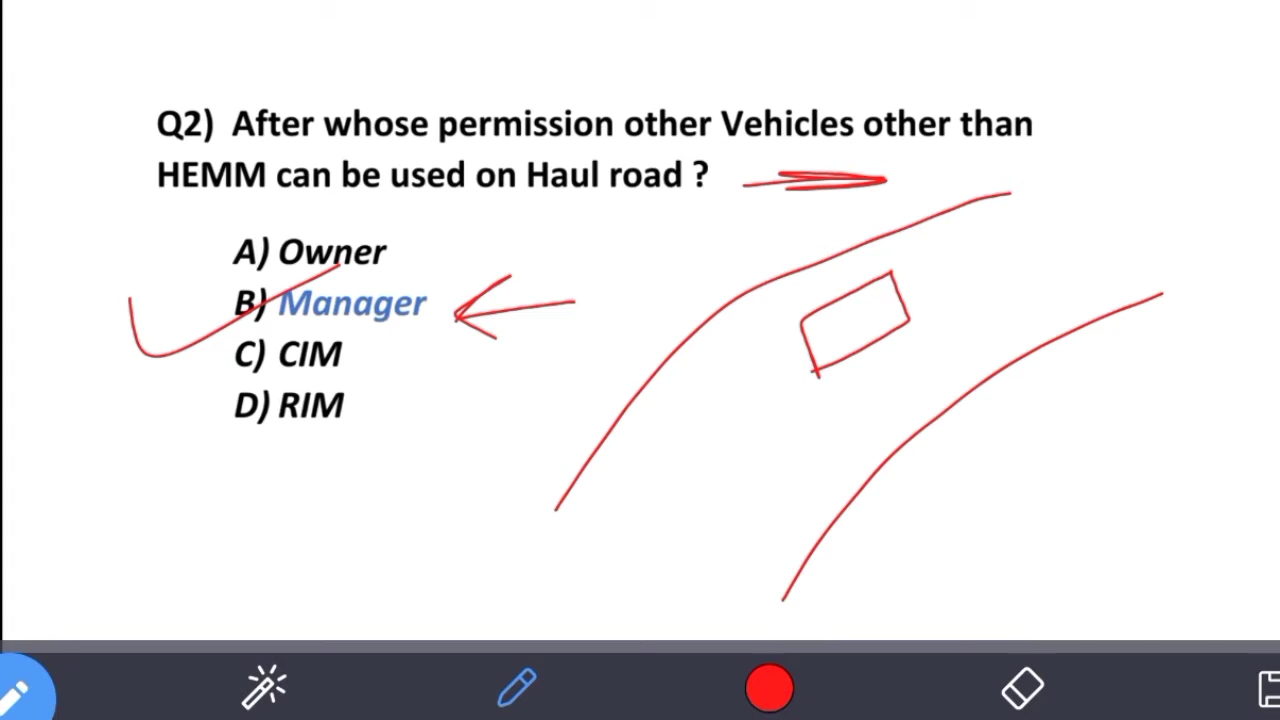 Q2) After whose permission other Vehicles other than
HEMM can be used on Haul road ?
A) Owner
B) Manager
C) CIM
D) RIM